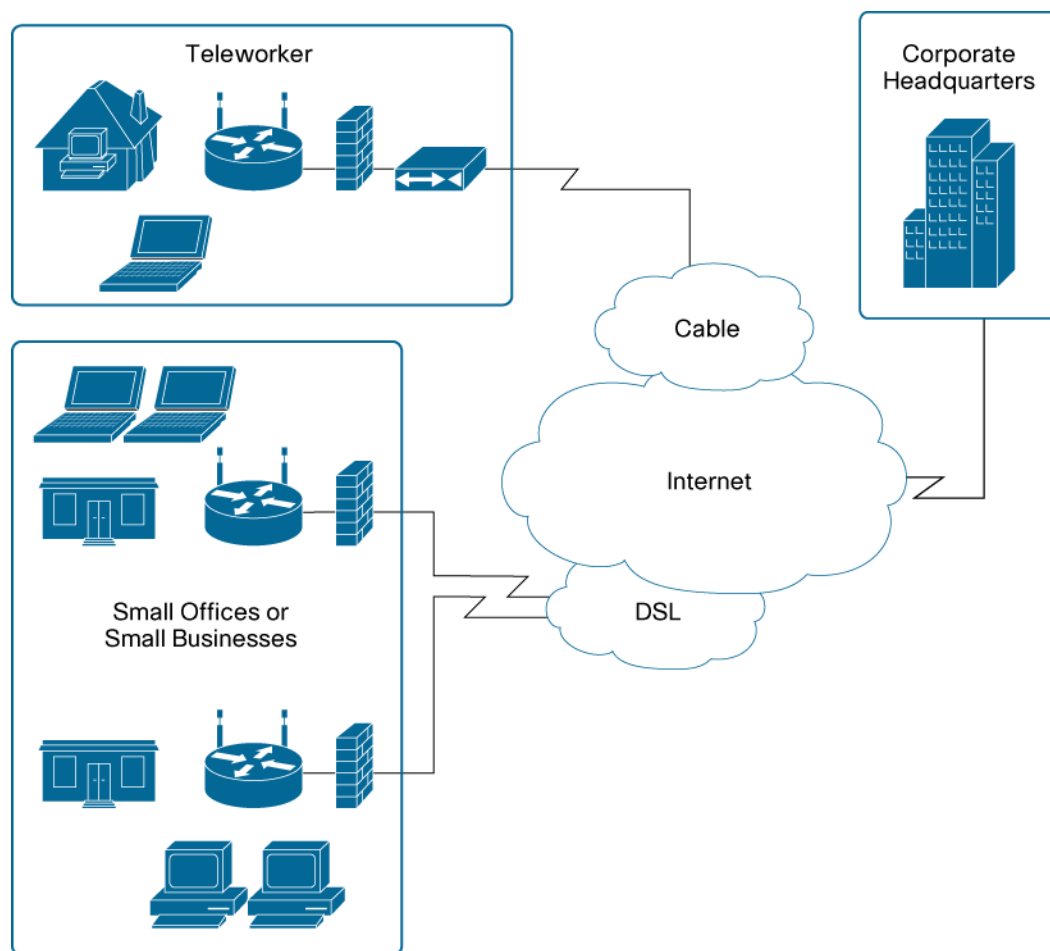 Teleworker
Corporate
Headquarters
Cable
Internet
DSL
Small Offices or
Small Businesses